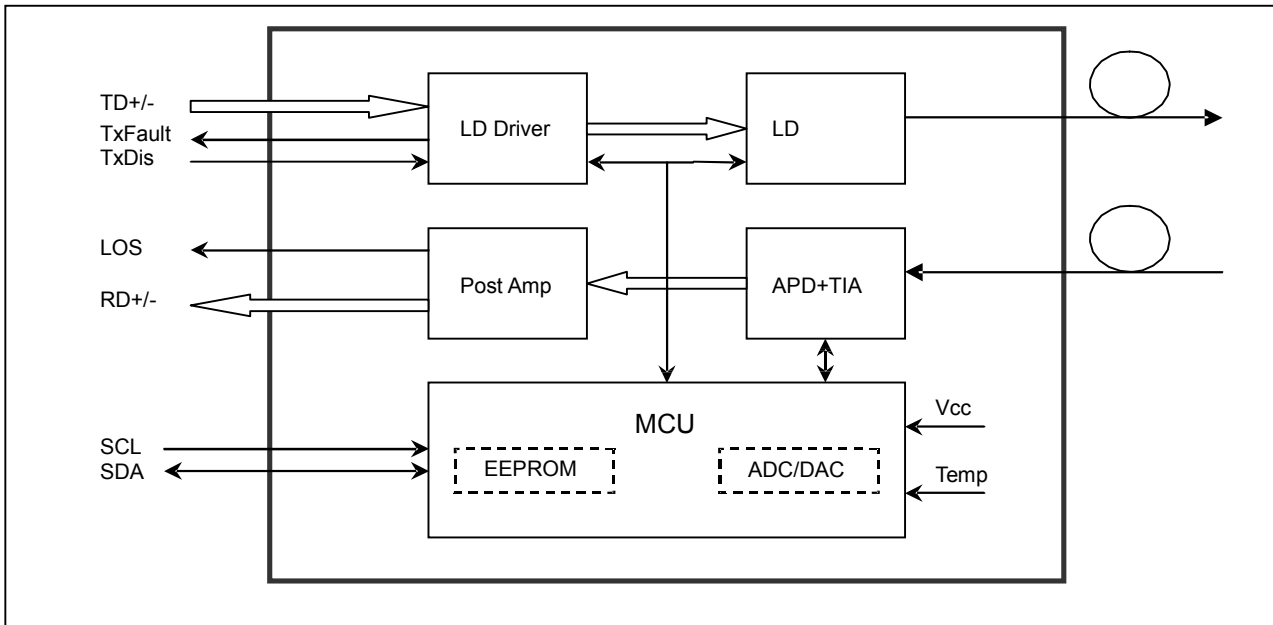 TD+/-
TxFault
TxDis
LD Driver
LD
LOS
RD+/-
Post Amp
APD+TIA
SCL
SDA
MCU
EEPROM
ADC/DAC
Vcc
Temp